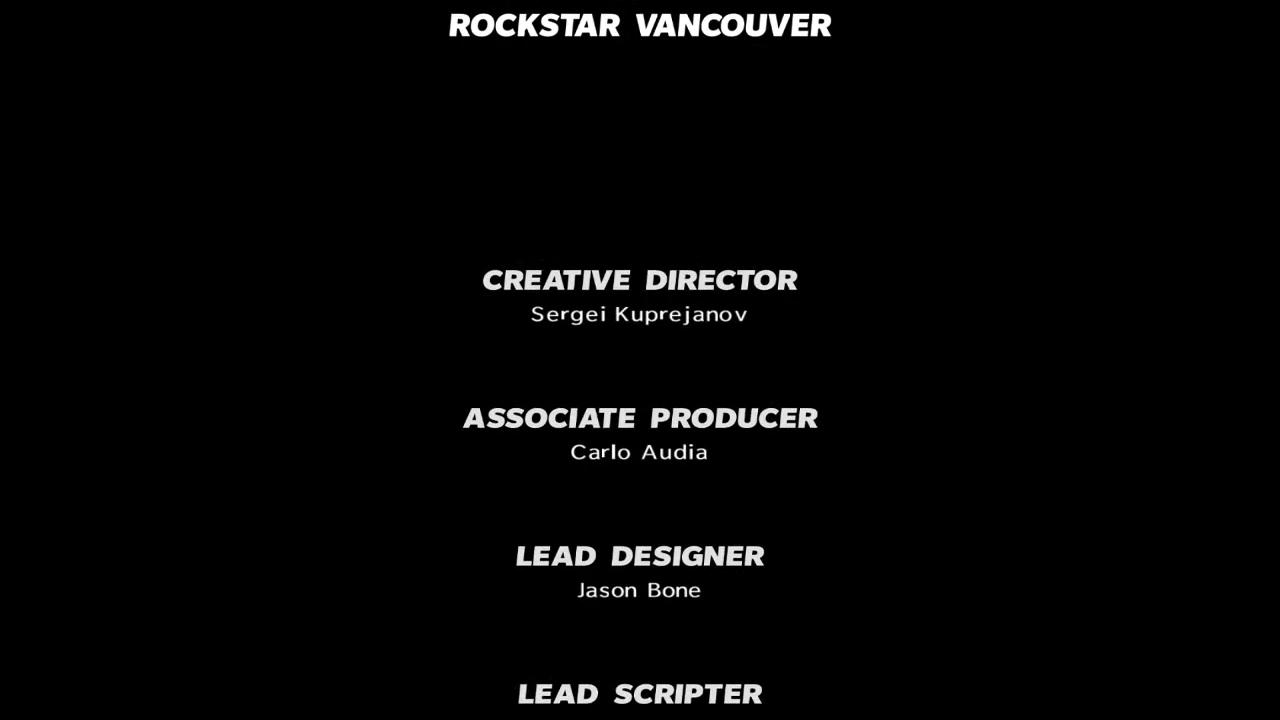 ROCKSTAR VANCOUVER
CREATIVE DIRECTOR
Sergei Kuprejanov
ASSOCIATE PRODUCER
Carlo Audia
LEAD DESIGNER
Jason Bone
LEAD SCRIPTER